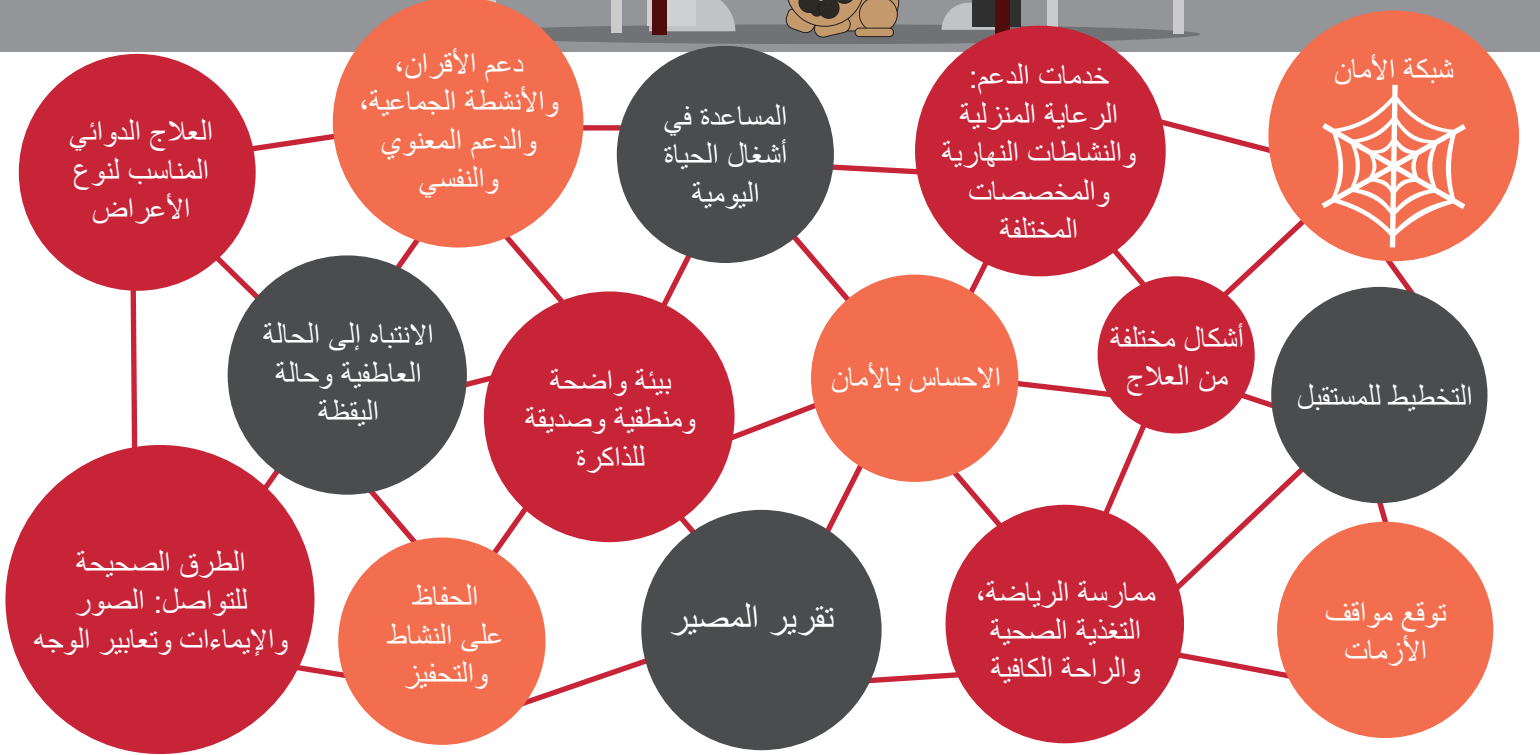 شبكة الأمان
خدمات الدعم:
الرعاية المنزلية
والنشاطات النهارية
والمخصصات
المختلفة
المساعدة في
أشغال الحياة
اليومية
دعم الأقران،
والأنشطة الجماعية،
والدعم المعنوي
والنفسي
العلاج الدوائي
المناسب لنوع
الأعراض
التخطيط للمستقبل
أشكال مختلفة
من العلاج
الاحساس بالأمان
بيئة واضحة
ومنطقية وصديقة
للذاكرة
الانتباه إلى الحالة
العاطفية وحالة
اليقظة
توقع مواقف
الأزمات
ممارسة الرياضة،
التغذية الصحية
والراحة الكافية
تقرير المصير
الحفاظ
على النشاط
والتحفيز
الطرق الصحيحة
للتواصل: الصور
والإيماءات وتعابير الوجه